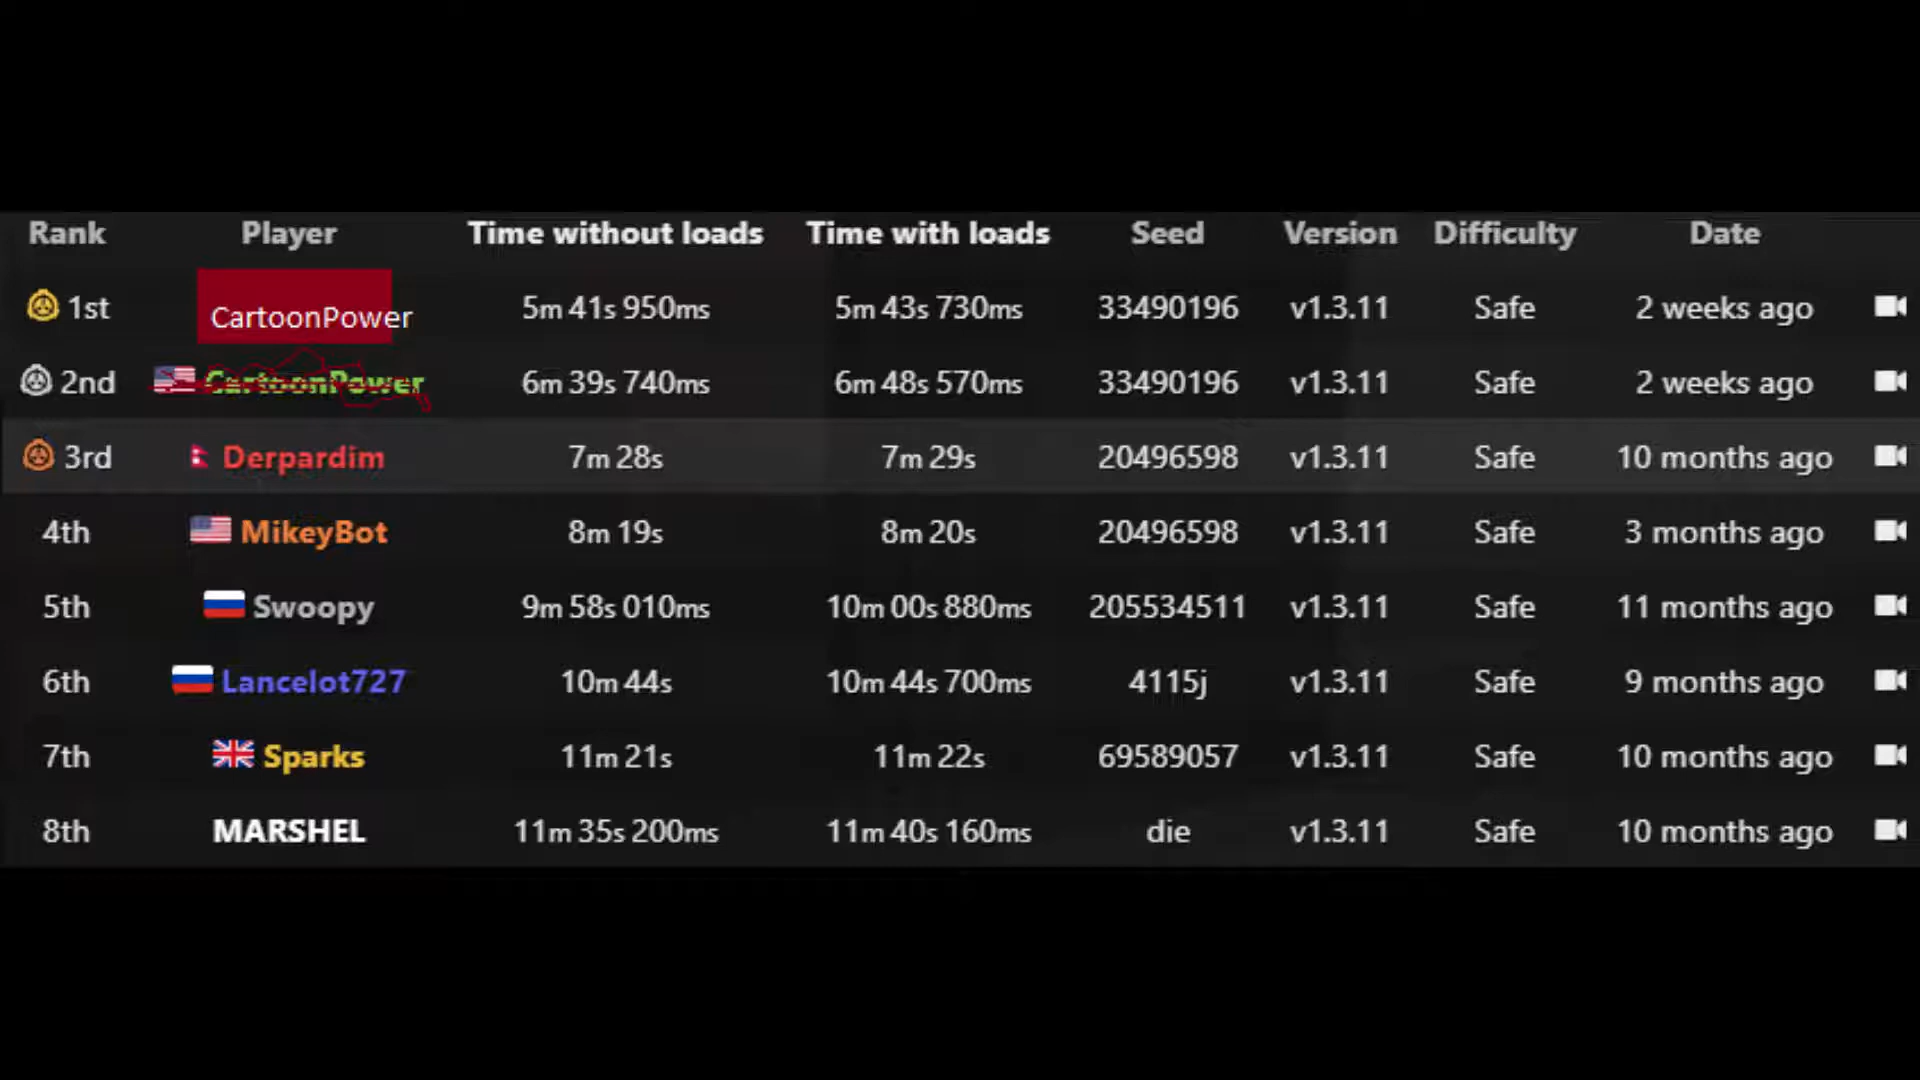 Rank Player Time without loads Time with loads Seed Version Difficulty Date
1st CartoonPower 5m 41s 950ms 5m 43s 730ms 33490196 v1.3.11 Safe 2 weeks ago
2nd CartoonPower 6m 39s 740ms 6m 48s 570ms 33490196 v1.3.11 Safe 2 weeks ago
3rd Derpardim 7m 28s 7m 29s 20496598 v1.3.11 Safe 10 months ago
4th MikeyBot 8m 19s 8m 20s 20496598 v1.3.11 Safe 3 months ago
5th Swoopy 9m 58s 010ms 10m 00s 880ms 205534511 v1.3.11 Safe 11 months ago
6th Lancelot727 10m 44s 10m 44s 700ms 4115j v1.3.11 Safe 9 months ago
7th Sparks 11m 21s 11m 22s 69589057 v1.3.11 Safe 10 months ago
8th MARSHEL 11m 35s 200ms 11m 40s 160ms die v1.3.11 Safe 10 months ago